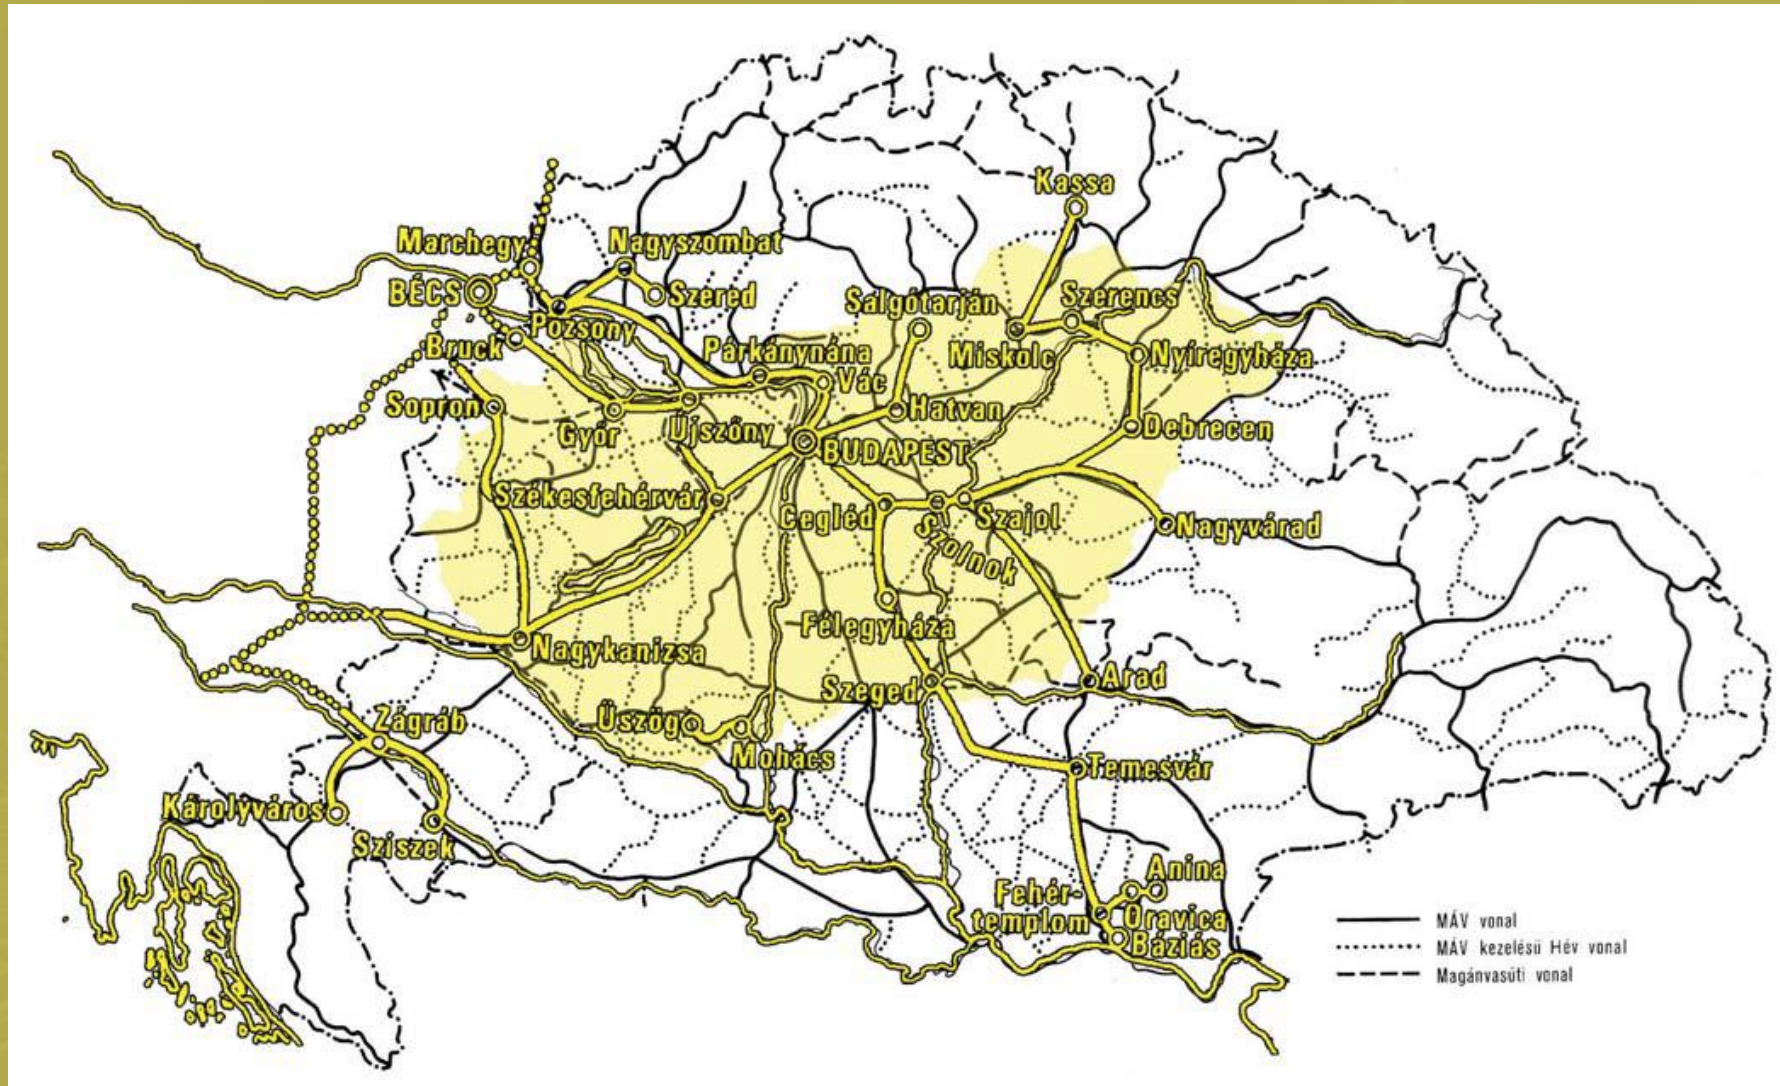 Kassa
Marchegy
Nagyszombat
BÉCS
Szered
Salgótarján
Szerencs
Pozsony
Bruck
Párkánynána
Miskolc
Nyíregyháza
Vác
Sopron
Győr
Újszőny
Hatvan
Debrecen
BUDAPEST
Székesfehérvár
Cegléd
Szolnok
Szajol
Nagyvárad
Félegyháza
Nagykanizsa
Szeged
Arad
Zágráb
Üszög
Mohács
Temesvár
Károlyváros
Sziszek
Anina
Fehér-
templom
Oravica
Báziás
MÁV vonal
MÁV kezelésü Hév vonal
Magánvasúti vonal